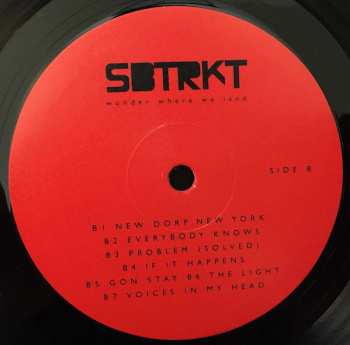 SBTRKT
wonder where we land
SIDE B
B1 NEW DORP NEW YORK
B2 EVERYBODY KNOWS
B3 PROBLEM (SOLVED)
B4 IF IT HAPPENS
B5 GON STAY B6 THE LIGHT
B7 VOICES IN MY HEAD